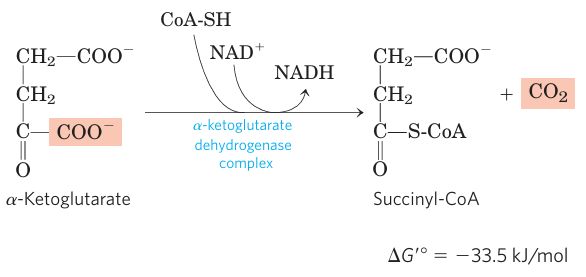 CoA-SH
NAD⁺
NADH
CH₂—COO⁻
CH₂
C—COO⁻
O
α-Ketoglutarate
α-ketoglutarate
dehydrogenase
complex
CH₂—COO⁻
CH₂
C—S-CoA
O
Succinyl-CoA
+ CO₂
ΔG′° = −33.5 kJ/mol